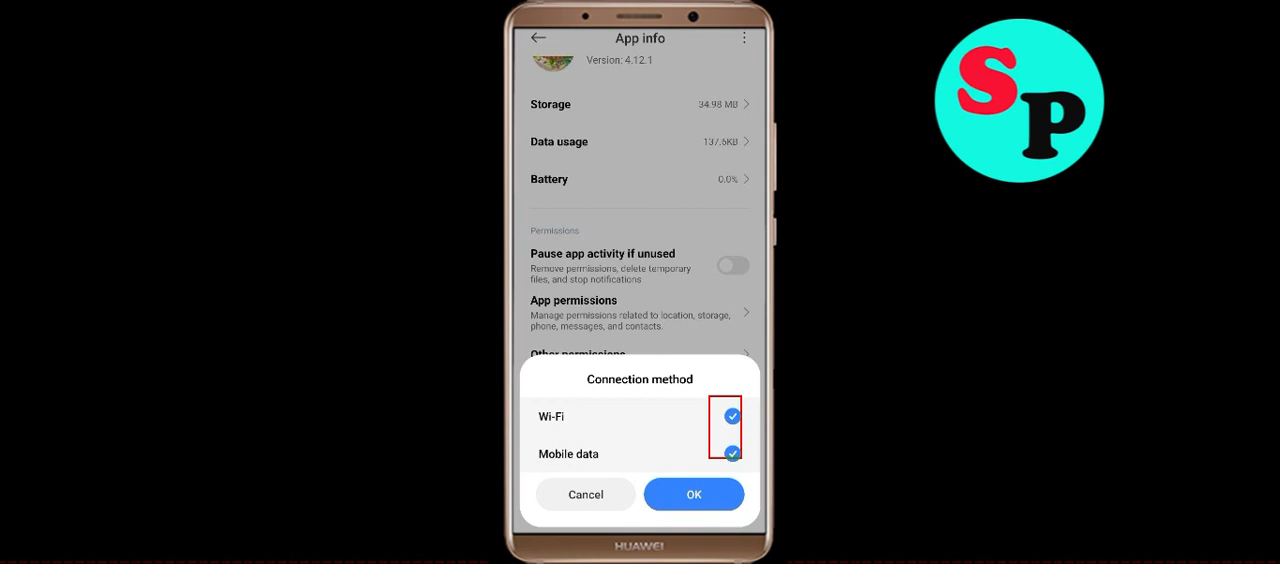 App info
Version: 4.12.1
Storage 34.98 MB
Data usage 137.6KB
Battery 0.0%
Permissions
Pause app activity if unused
Remove permissions, delete temporary
files, and stop notifications
App permissions
Manage permissions related to location, storage,
phone, messages, and contacts.
Other permissions
Connection method
Wi-Fi
Mobile data
Cancel OK
HUAWEI
SP